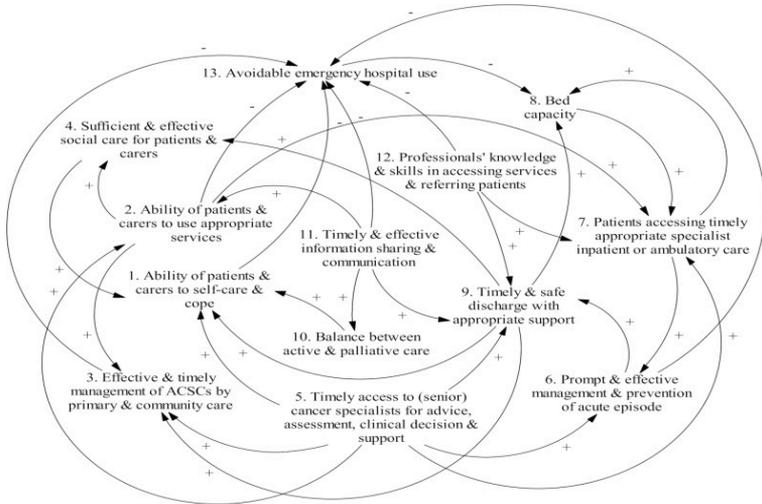 13. Avoidable emergency hospital use
8. Bed
capacity
4. Sufficient & effective
social care for patients &
carers
12. Professionals' knowledge
& skills in accessing services
& referring patients
2. Ability of patients &
carers to use appropriate
services
11. Timely & effective
information sharing &
communication
7. Patients accessing timely
appropriate specialist
inpatient or ambulatory care
1. Ability of patients &
carers to self-care &
cope
9. Timely & safe
discharge with
appropriate support
10. Balance between
active & palliative care
3. Effective & timely
management of ACSCs by
primary & community care
5. Timely access to (senior)
cancer specialists for advice,
assessment, clinical decision &
support
6. Prompt & effective
management & prevention
of acute episode